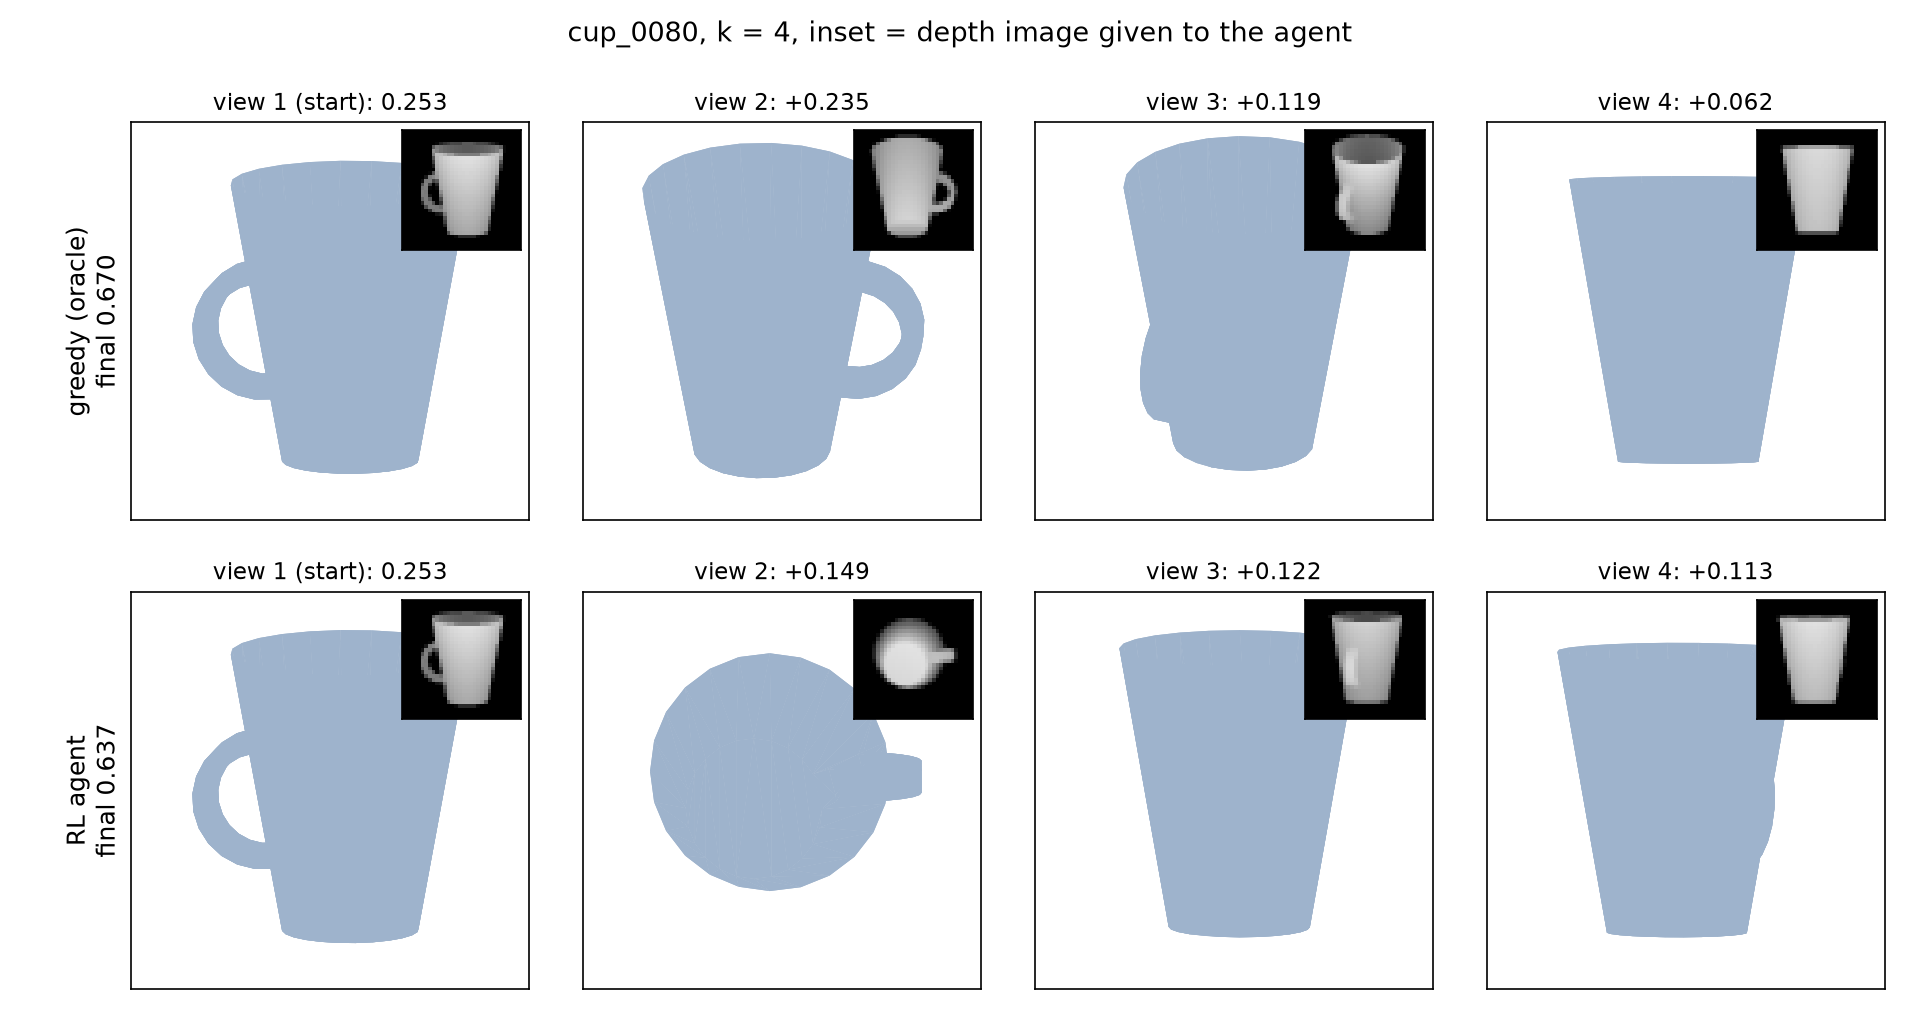 cup_0080, k = 4, inset = depth image given to the agent
greedy (oracle)
final 0.670
view 1 (start): 0.253
view 2: +0.235
view 3: +0.119
view 4: +0.062
RL agent
final 0.637
view 1 (start): 0.253
view 2: +0.149
view 3: +0.122
view 4: +0.113